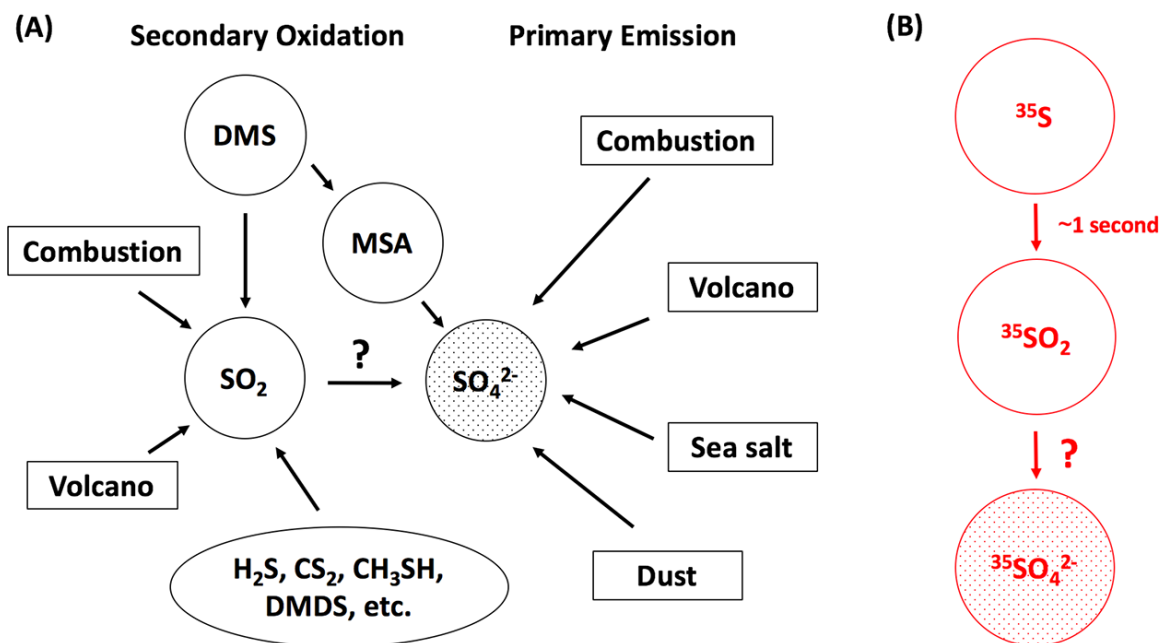 (A)
Secondary Oxidation
Primary Emission
DMS
Combustion
MSA
Combustion
Volcano
SO₂
?
SO₄²⁻
Sea salt
Volcano
H₂S, CS₂, CH₃SH,
DMDS, etc.
Dust
(B)
³⁵S
~1 second
³⁵SO₂
?
³⁵SO₄²⁻